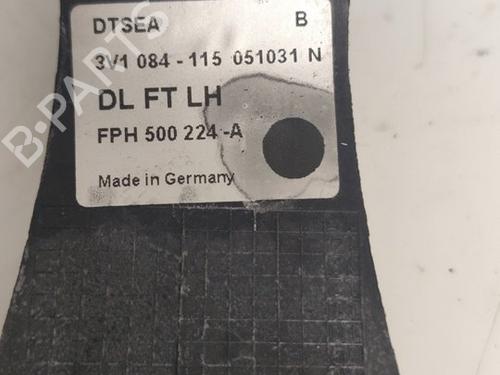 DTSEA B
3V1 084 - 115 051031 N
DL FT LH
FPH 500 224 -A
Made in Germany
B-PARTS